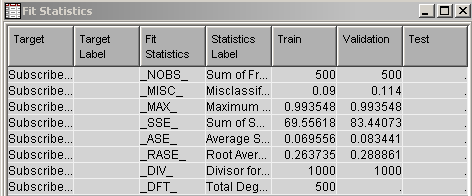 Fit Statistics
Target Target Label Fit Statistics Statistics Label Train Validation Test
Subscribe... _NOBS_ Sum of Fr... 500 500 .
Subscribe... _MISC_ Misclassif... 0.09 0.114 .
Subscribe... _MAX_ Maximum ... 0.993548 0.993548 .
Subscribe... _SSE_ Sum of S... 69.55618 83.44073 .
Subscribe... _ASE_ Average S... 0.069556 0.083441 .
Subscribe... _RASE_ Root Aver... 0.263735 0.288861 .
Subscribe... _DIV_ Divisor for... 1000 1000 .
Subscribe... _DFT_ Total Deg... 500 . .